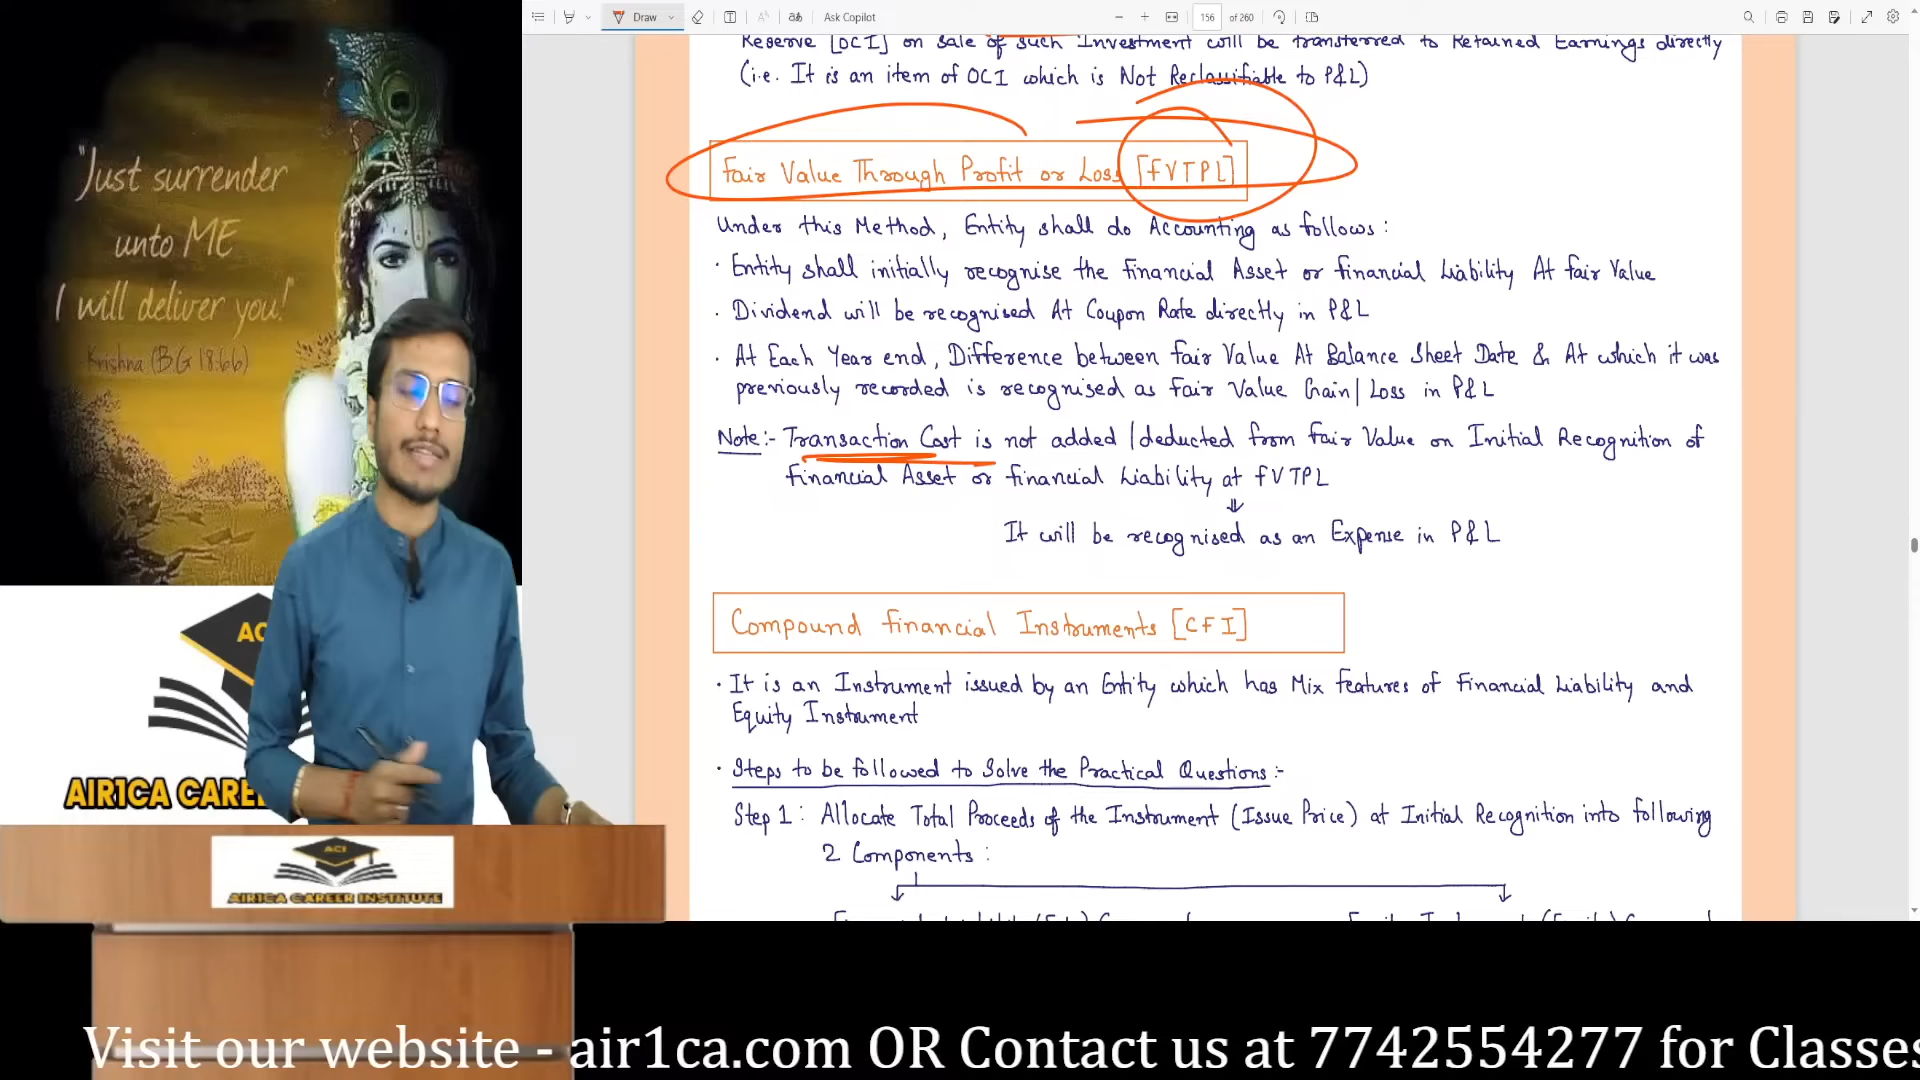 Draw
Ask Copilot
156 of 260
Reserve [OCI] on Sale of such Investment will be transferred to Retained Earnings directly
(i.e. It is an item of OCI which is Not Reclassifiable to P&L)
Fair Value Through Profit or Loss [FVTPL]
Under this Method, Entity shall do Accounting as follows:
· Entity shall initially recognise the Financial Asset or Financial Liability At Fair Value
· Dividend will be recognised At Coupon Rate directly in P&L
· At Each Year end, Difference between Fair Value At Balance Sheet Date & At which it was
previously recorded is recognised as Fair Value Gain/Loss in P&L
Note:- Transaction Cost is not added/deducted from Fair Value on Initial Recognition of
Financial Asset or Financial Liability at FVTPL
It will be recognised as an Expense in P&L
Compound Financial Instruments [CFI]
· It is an Instrument issued by an Entity which has Mix Features of Financial Liability and
Equity Instrument
· Steps to be followed to Solve the Practical Questions:-
Step 1: Allocate Total Proceeds of the Instrument (Issue Price) at Initial Recognition into following
2 Components:
"Just surrender
unto ME
I will deliver you!"
- Krishna (B.G 18:66)
AC
AIR1CA CARE
ACI
AIR1CA CAREER INSTITUTE
Visit our website - air1ca.com OR Contact us at 7742554277 for Classes